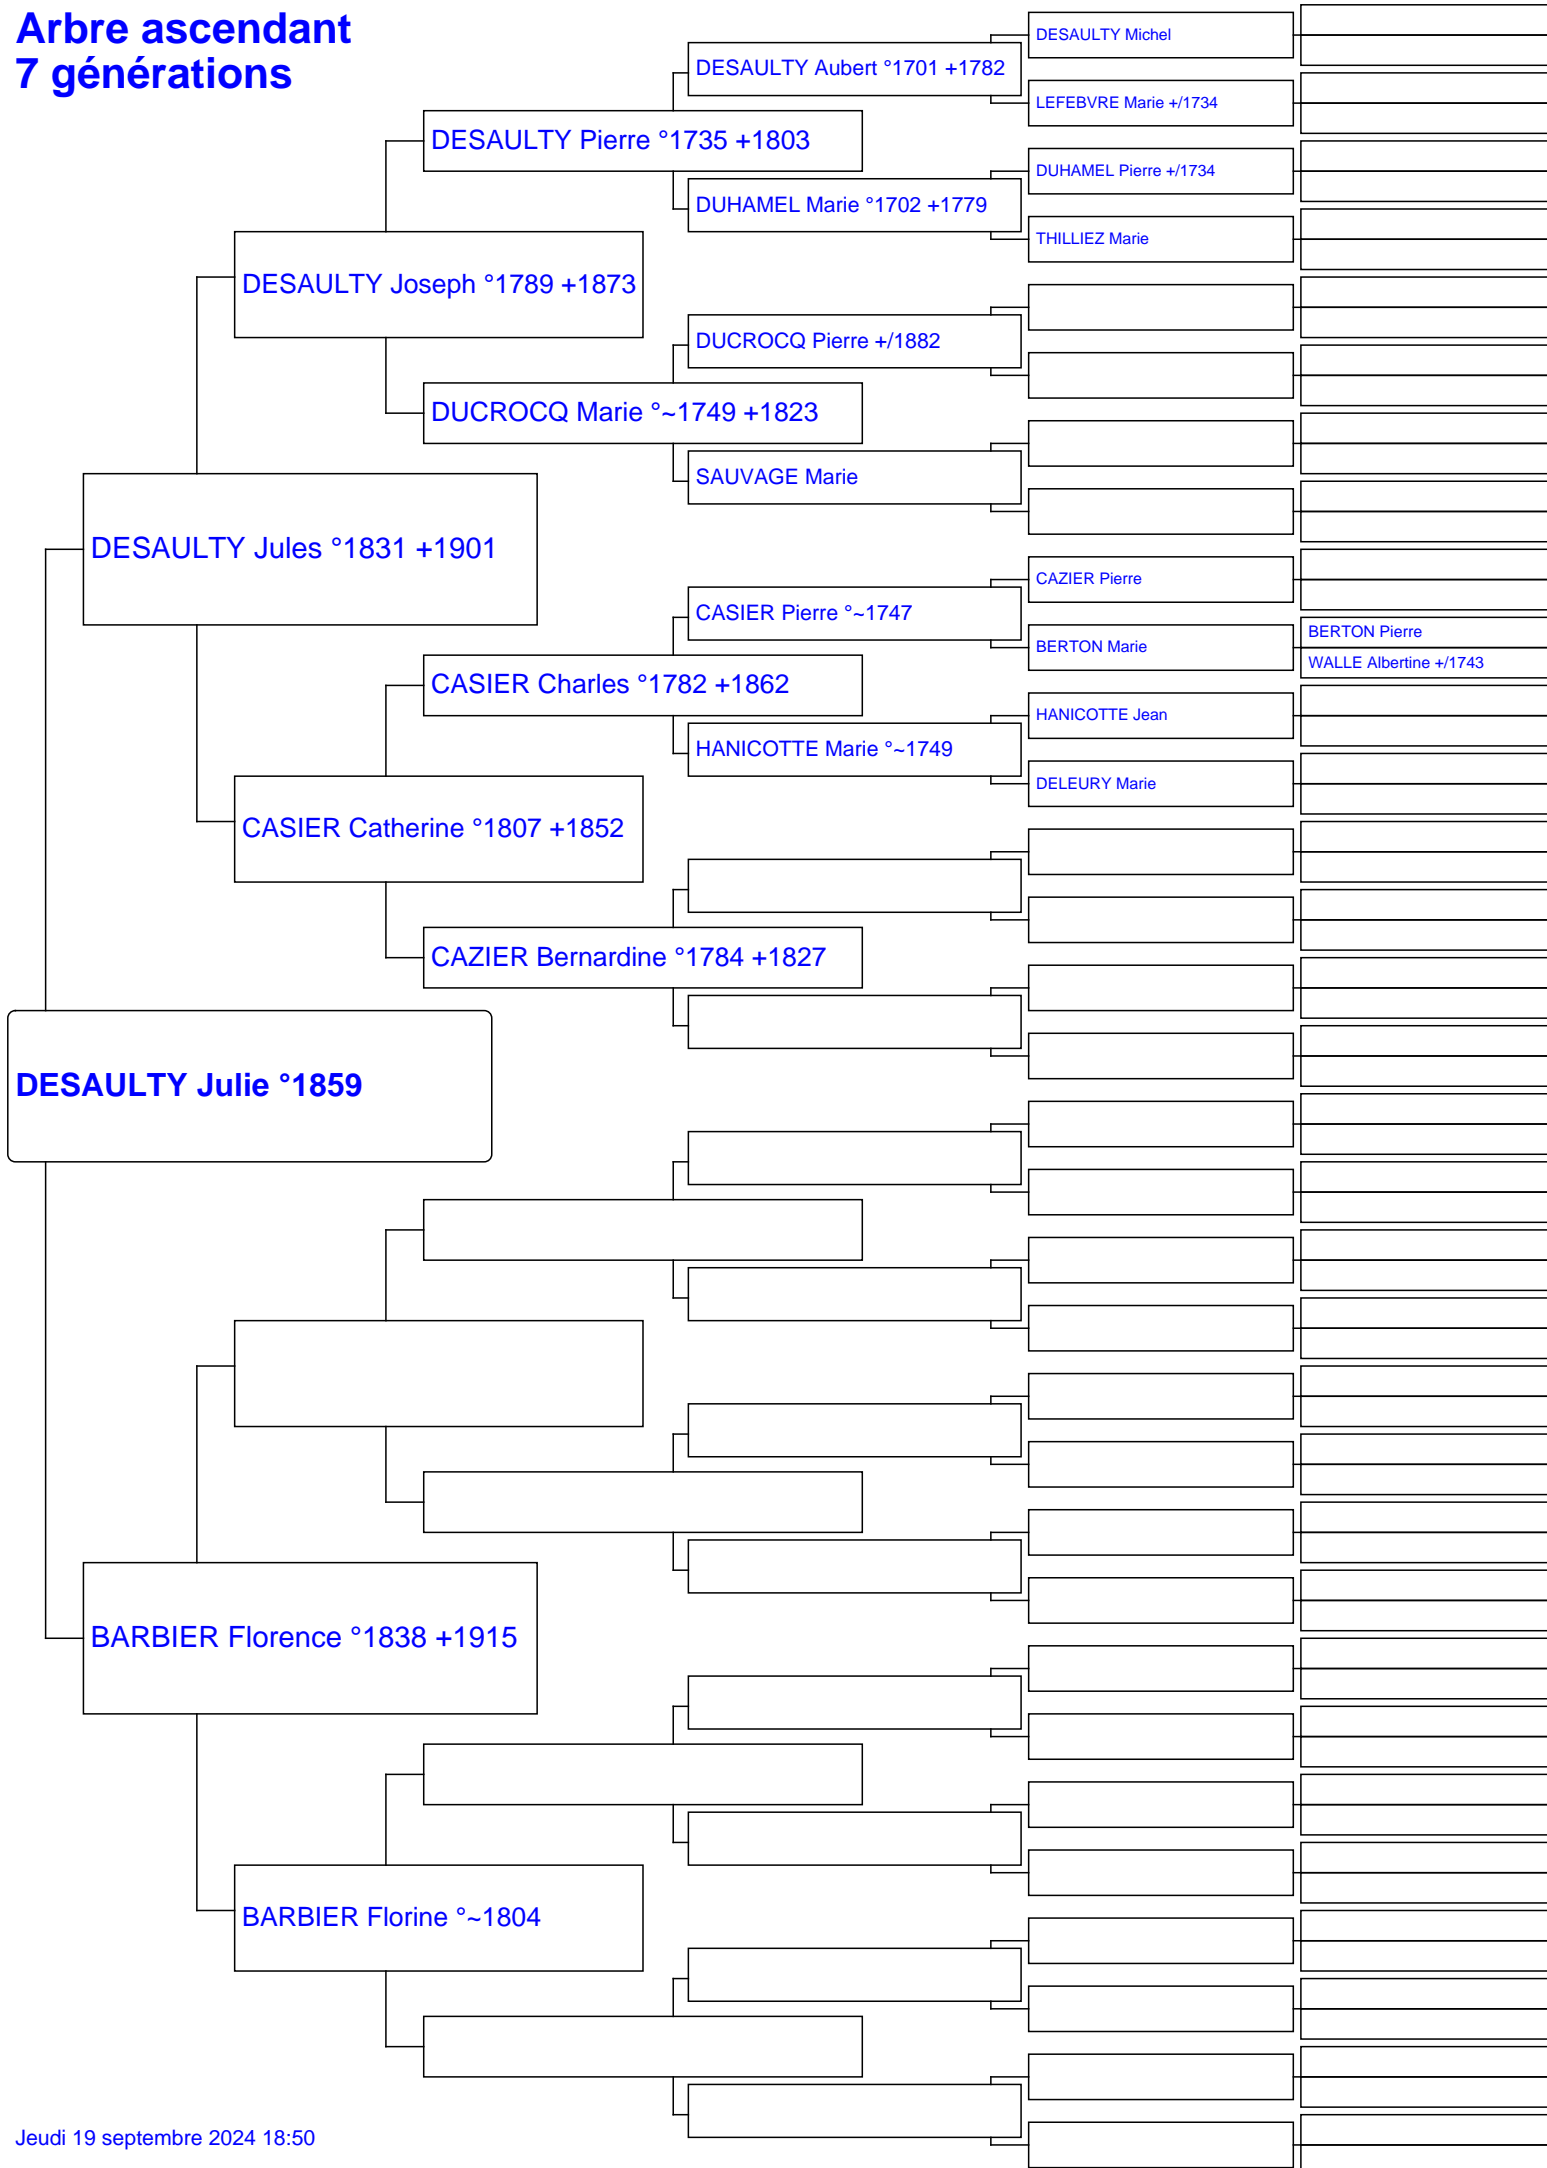 Arbre ascendant
7 générations
DESAULTY Michel
DESAULTY Aubert °1701 +1782
LEFEBVRE Marie +/1734
DESAULTY Pierre °1735 +1803
DUHAMEL Pierre +/1734
DUHAMEL Marie °1702 +1779
THILLIEZ Marie
DESAULTY Joseph °1789 +1873
DUCROCQ Pierre +/1882
DUCROCQ Marie °~1749 +1823
SAUVAGE Marie
DESAULTY Jules °1831 +1901
CAZIER Pierre
CASIER Pierre °~1747
BERTON Pierre
BERTON Marie
WALLE Albertine +/1743
CASIER Charles °1782 +1862
HANICOTTE Jean
HANICOTTE Marie °~1749
DELEURY Marie
CASIER Catherine °1807 +1852
CAZIER Bernardine °1784 +1827
DESAULTY Julie °1859
BARBIER Florence °1838 +1915
BARBIER Florine °~1804
Jeudi 19 septembre 2024 18:50